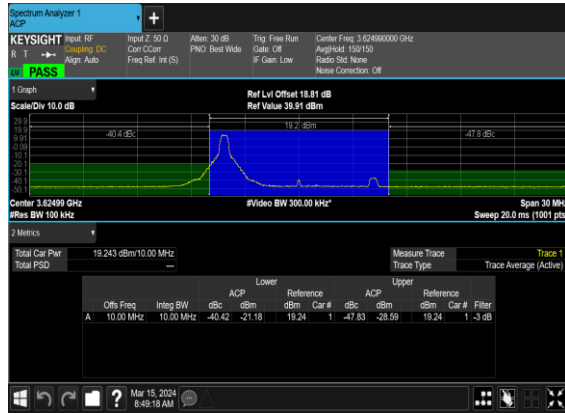 Spectrum Analyzer 1
ACP
+
KEYSIGHT Input: RF Input Z: 50 Ω Atten: 30 dB Trig: Free Run Center Freq: 3.624990000 GHz
R T Coupling: DC Corr CCorr PNO: Best Wide Gate: Off Avg|Hold: 150/150
Align: Auto Freq Ref: Int (S) IF Gain: Low Radio Std: None
PASS Noise Correction: Off
1 Graph Ref Lvl Offset 18.81 dB
Scale/Div 10.0 dB Ref Value 39.91 dBm
29.9 19.2 dBm
19.9 -40.4 dBc -47.8 dBc
9.91
-0.09
-10.1
-20.1
-30.1
-40.1
-50.1
Center 3.62499 GHz #Video BW 300.00 kHz* Span 30 MHz
#Res BW 100 kHz Sweep 20.0 ms (1001 pts
2 Metrics
Total Car Pwr 19.243 dBm/10.00 MHz Measure Trace Trace 1
Total PSD --- Trace Type Trace Average (Active)
Lower Upper
ACP Reference ACP Reference
Offs Freq Integ BW dBc dBm dBm Car # dBc dBm dBm Car # Filter
A 10.00 MHz 10.00 MHz -40.42 -21.18 19.24 1 -47.83 -28.59 19.24 1 -3 dB
? Mar 15, 2024
8:49:18 AM